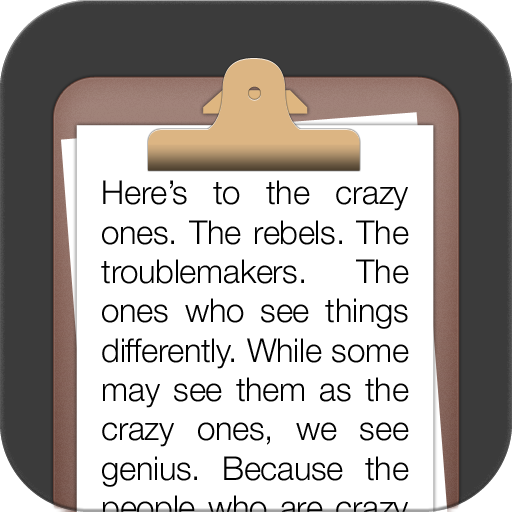 Here’s to the crazy
ones. The rebels. The
troublemakers. The
ones who see things
differently. While some
may see them as the
crazy ones, we see
genius. Because the
people who are crazy